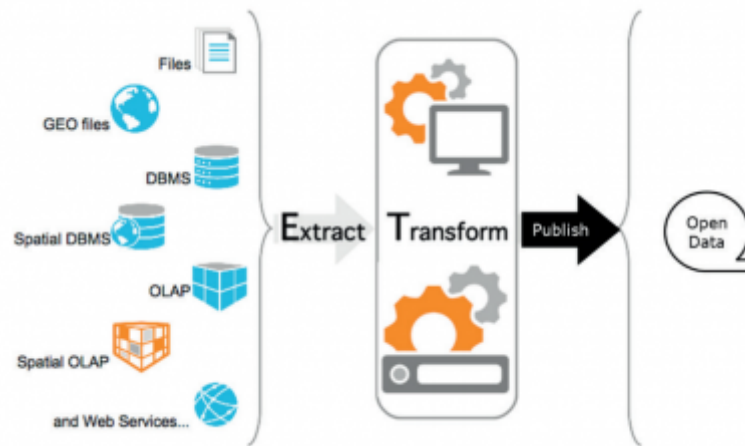 Files
GEO files
DBMS
Spatial DBMS
OLAP
Spatial OLAP
and Web Services...
Extract
Transform
Publish
Open
Data